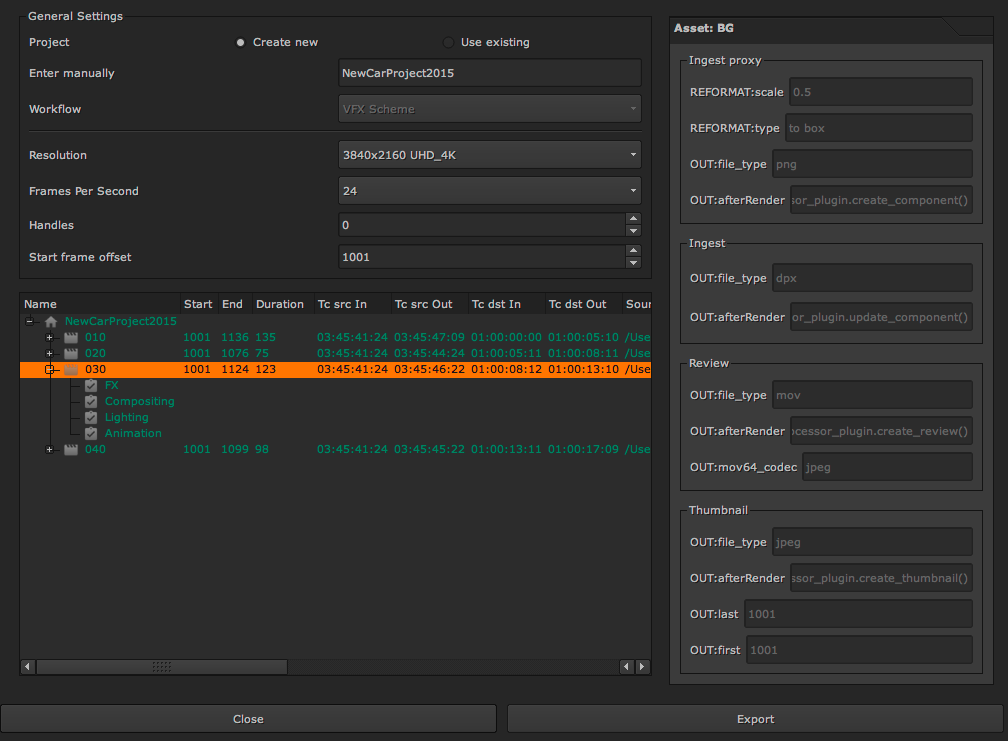 General Settings
Project Create new Use existing
Enter manually NewCarProject2015
Workflow VFX Scheme
Resolution 3840x2160 UHD_4K
Frames Per Second 24
Handles 0
Start frame offset 1001
Name Start End Duration Tc src In Tc src Out Tc dst In Tc dst Out Sour
NewCarProject2015
010 1001 1136 135 03:45:41:24 03:45:47:09 01:00:00:00 01:00:05:10 /Use
020 1001 1076 75 03:45:41:24 03:45:44:24 01:00:05:11 01:00:08:11 /Use
030 1001 1124 123 03:45:41:24 03:45:46:22 01:00:08:12 01:00:13:10 /Use
FX
Compositing
Lighting
Animation
040 1001 1099 98 03:45:41:24 03:45:45:22 01:00:13:11 01:00:17:09 /Use
Asset: BG
Ingest proxy
REFORMAT:scale 0.5
REFORMAT:type to box
OUT:file_type png
OUT:afterRender sor_plugin.create_component()
Ingest
OUT:file_type dpx
OUT:afterRender or_plugin.update_component()
Review
OUT:file_type mov
OUT:afterRender ocessor_plugin.create_review()
OUT:mov64_codec jpeg
Thumbnail
OUT:file_type jpeg
OUT:afterRender ssor_plugin.create_thumbnail()
OUT:last 1001
OUT:first 1001
Close Export